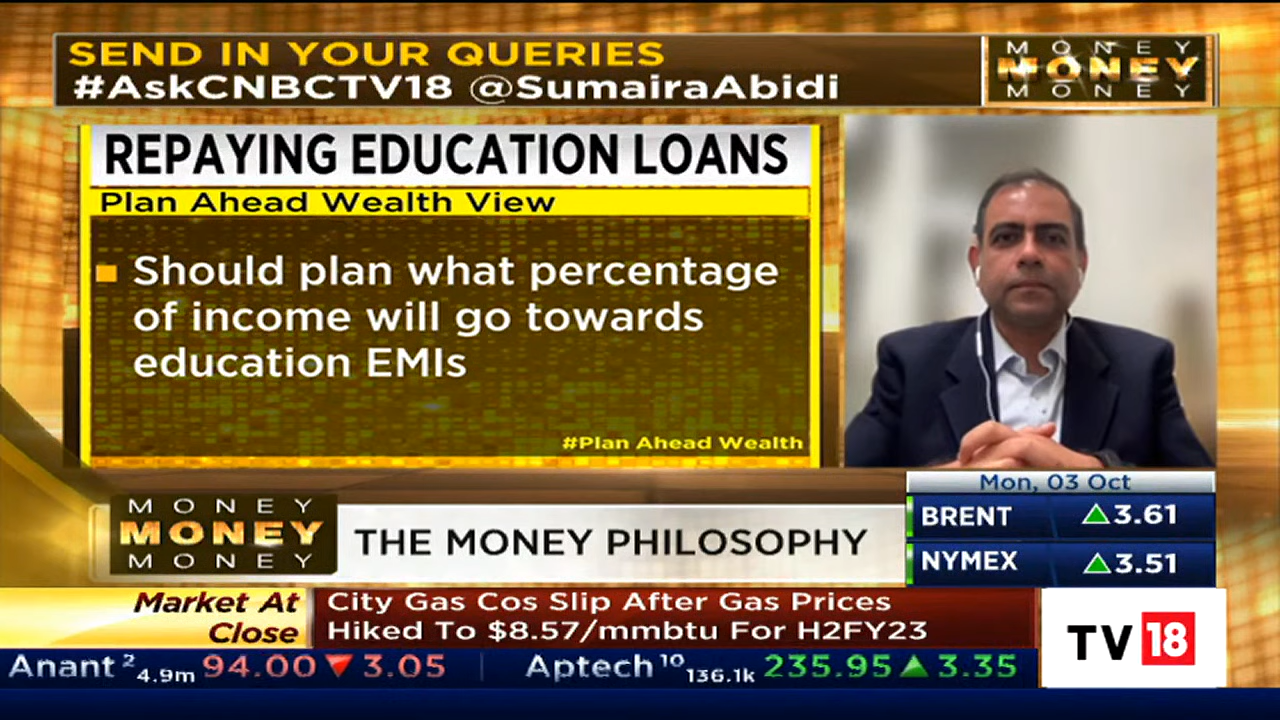 SEND IN YOUR QUERIES
#AskCNBCTV18 @SumairaAbidi
MONEY
MONEY
MONEY
REPAYING EDUCATION LOANS
Plan Ahead Wealth View
Should plan what percentage
of income will go towards
education EMIs
#Plan Ahead Wealth
Mon, 03 Oct
BRENT ▲3.61
NYMEX ▲3.51
MONEY
MONEY
MONEY
THE MONEY PHILOSOPHY
Market At
Close
City Gas Cos Slip After Gas Prices
Hiked To $8.57/mmbtu For H2FY23
TV18
Anant 2 4.9m 94.00 ▼ 3.05 Aptech 10 136.1k 235.95 ▲ 3.35